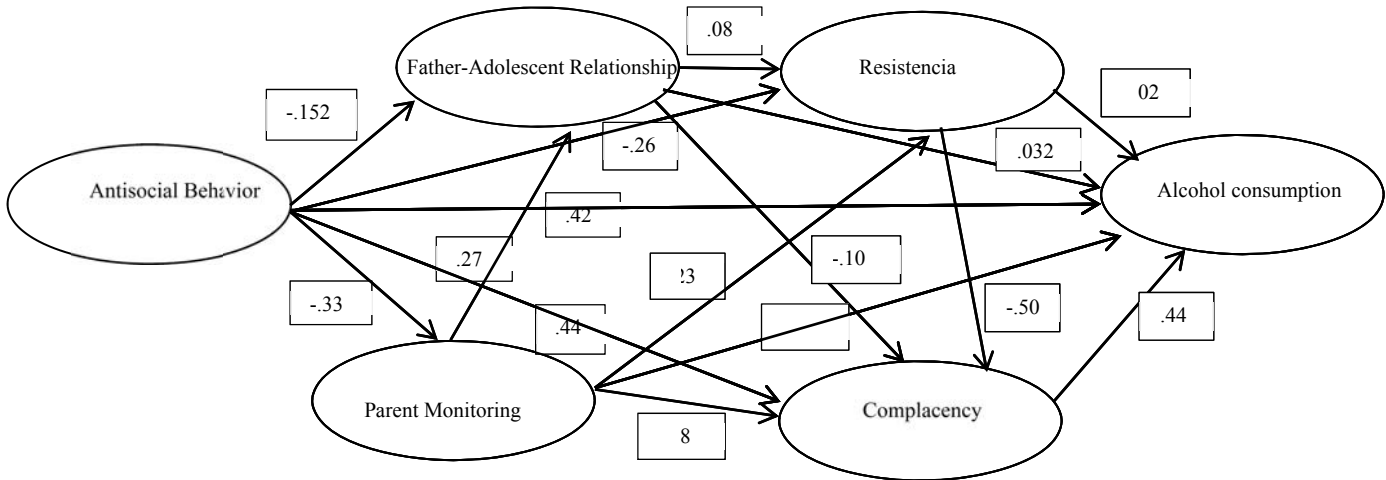 .08
Father-Adolescent Relationship
Resistencia
02
-.152
-.26
.032
Antisocial Behavior
Alcohol consumption
.42
.27
-.10
23
-.33
-.50
.44
.44
Parent Monitoring
Complacency
8